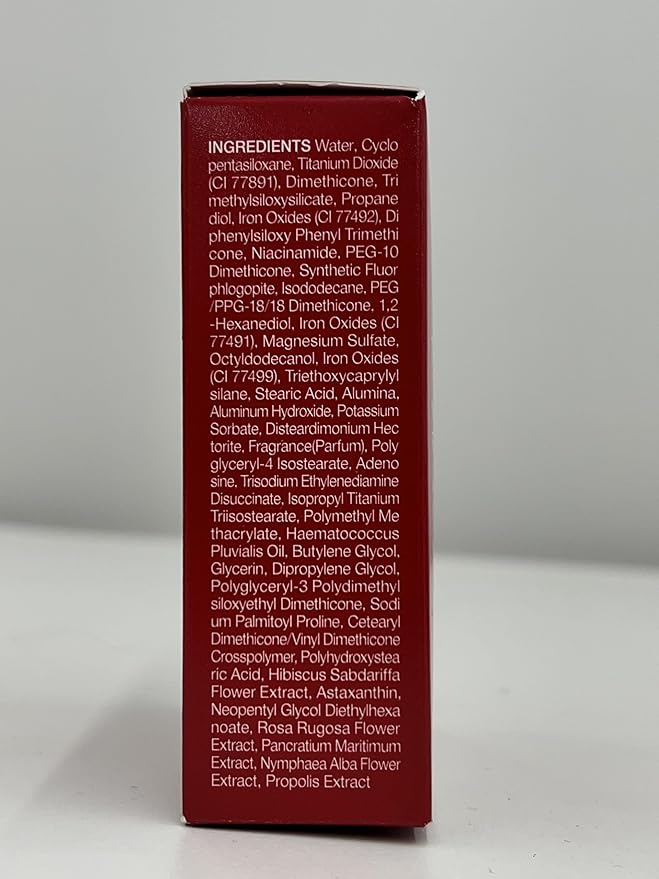 INGREDIENTS Water, Cyclo
pentasiloxane, Titanium Dioxide
(CI 77891), Dimethicone, Tri
methylsiloxysilicate, Propane
diol, Iron Oxides (CI 77492), Di
phenylsiloxy Phenyl Trimethi
cone, Niacinamide, PEG-10
Dimethicone, Synthetic Fluor
phlogopite, Isododecane, PEG
/PPG-18/18 Dimethicone, 1,2
-Hexanediol, Iron Oxides (CI
77491), Magnesium Sulfate,
Octyldodecanol, Iron Oxides
(CI 77499), Triethoxycaprylyl
silane, Stearic Acid, Alumina,
Aluminum Hydroxide, Potassium
Sorbate, Disteardimonium Hec
torite, Fragrance(Parfum), Poly
glyceryl-4 Isostearate, Adeno
sine, Trisodium Ethylenediamine
Disuccinate, Isopropyl Titanium
Triisostearate, Polymethyl Me
thacrylate, Haematococcus
Pluvialis Oil, Butylene Glycol,
Glycerin, Dipropylene Glycol,
Polyglyceryl-3 Polydimethyl
siloxyethyl Dimethicone, Sodi
um Palmitoyl Proline, Cetearyl
Dimethicone/Vinyl Dimethicone
Crosspolymer, Polyhydroxystea
ric Acid, Hibiscus Sabdariffa
Flower Extract, Astaxanthin,
Neopentyl Glycol Diethylhexa
noate, Rosa Rugosa Flower
Extract, Pancratium Maritimum
Extract, Nymphaea Alba Flower
Extract, Propolis Extract